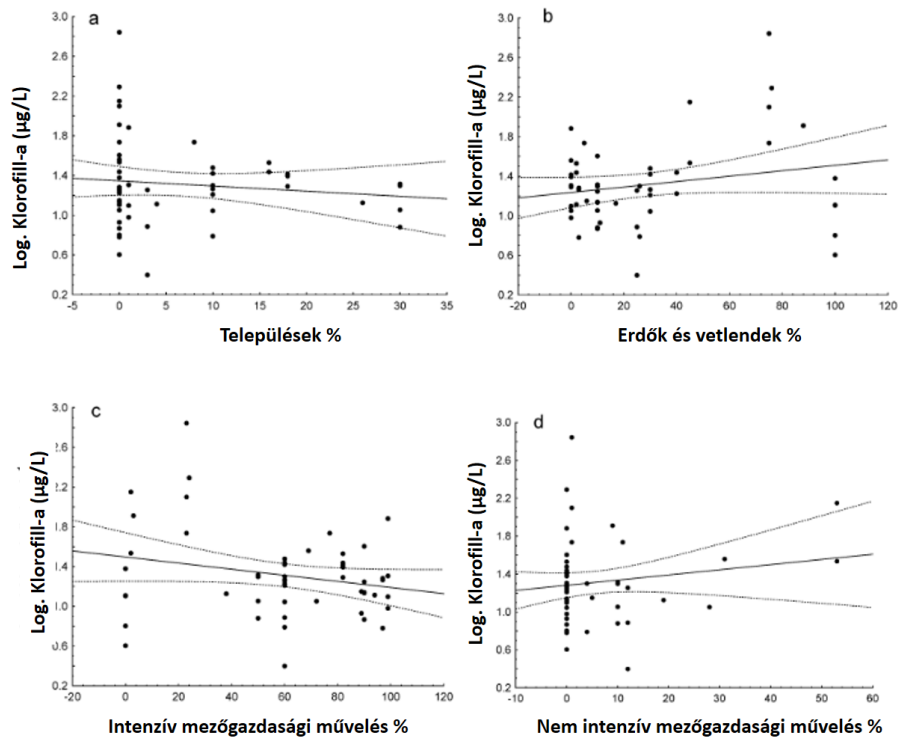 a
Log. Klorofill-a (µg/L)
3.0
2.6
2.2
1.8
1.4
1.0
0.6
0.2
-5 0 5 10 15 20 25 30 35
Települések %
b
Log. Klorofill-a (µg/L)
3.0
2.6
2.2
1.8
1.4
1.0
0.6
0.2
-20 0 20 40 60 80 100 120
Erdők és vetlendek %
c
Log. Klorofill-a (µg/L)
3.0
2.6
2.2
1.8
1.4
1.0
0.6
0.2
-20 0 20 40 60 80 100 120
Intenzív mezőgazdasági művelés %
d
Log. Klorofill-a (µg/L)
3.0
2.6
2.2
1.8
1.4
1.0
0.6
0.2
-10 0 10 20 30 40 50 60
Nem intenzív mezőgazdasági művelés %